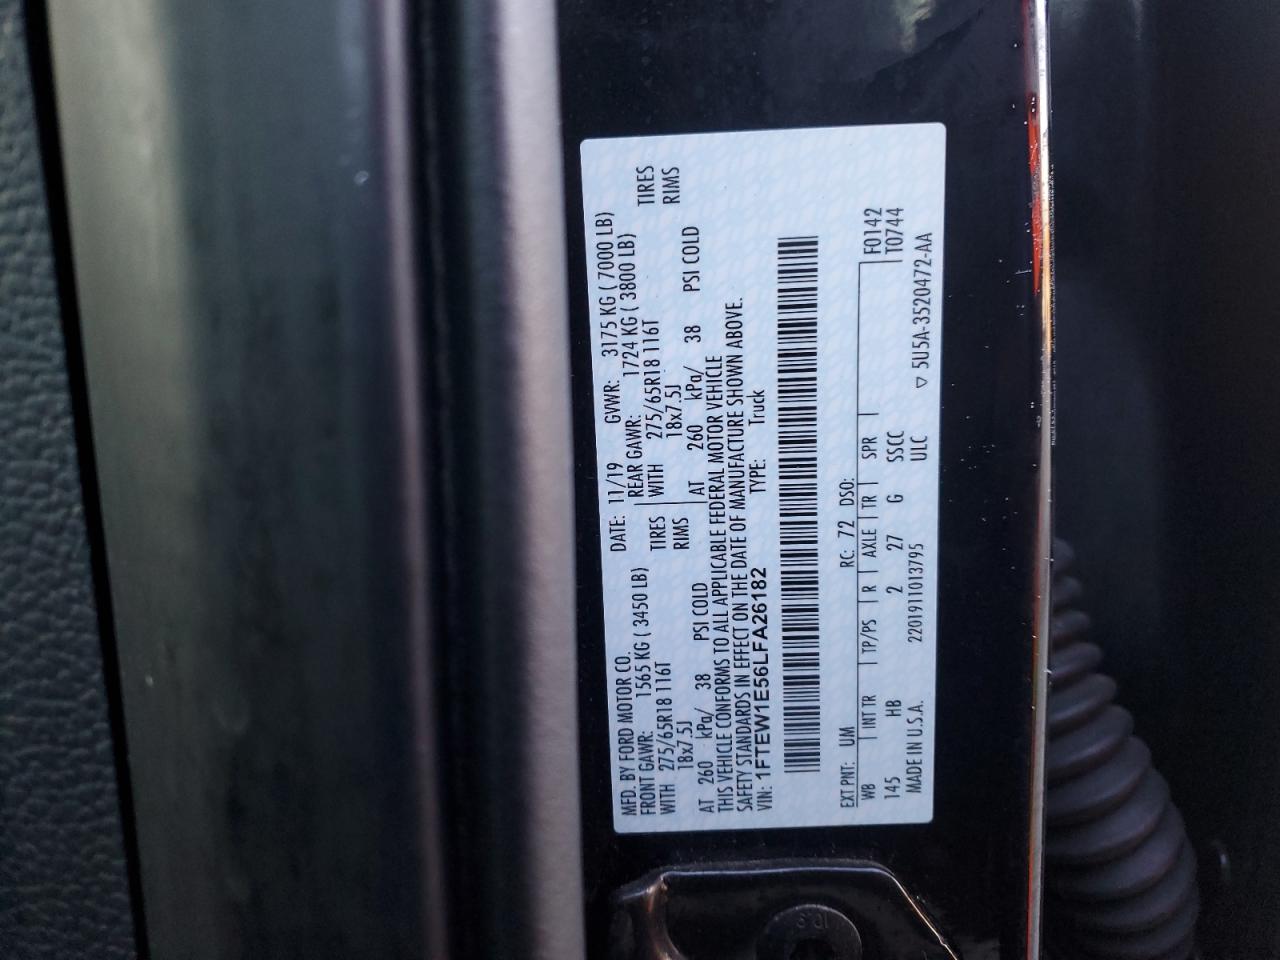 MFD. BY FORD MOTOR CO. DATE: 11/19 GVWR: 3175 KG ( 7000 LB)
FRONT GAWR: 1565 KG ( 3450 LB) REAR GAWR: 1724 KG ( 3800 LB)
WITH 275/65R18 116T TIRES WITH 275/65R18 116T TIRES
18x7.5J RIMS 18x7.5J RIMS
AT 260 kPa/ 38 PSI COLD AT 260 kPa/ 38 PSI COLD
THIS VEHICLE CONFORMS TO ALL APPLICABLE FEDERAL MOTOR VEHICLE
SAFETY STANDARDS IN EFFECT ON THE DATE OF MANUFACTURE SHOWN ABOVE.
VIN: 1FTEW1E56LFA26182 TYPE: Truck
EXT PNT: UM RC: 72 DSO: F0142
WB INT TR TP/PS R AXLE TR SPR T0744
145 HB 2 27 G SSCC
MADE IN U.S.A. 2201911013795 ULC ▽ 5U5A-3520472-AA